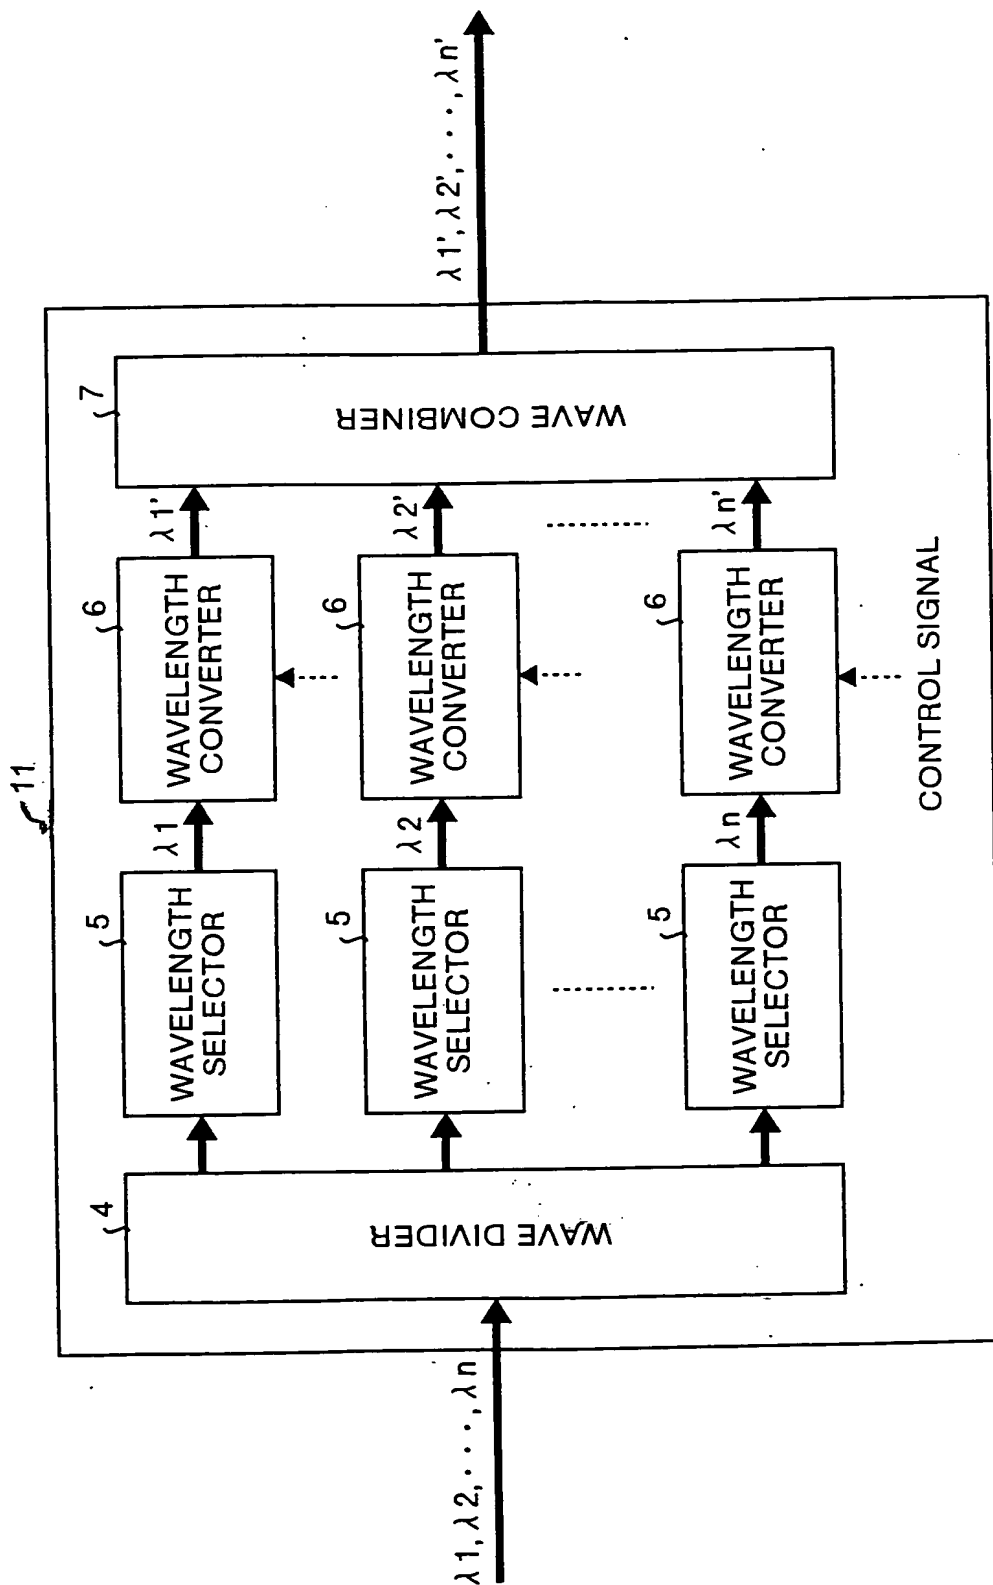 11
4
WAVE DIVIDER
λ1, λ2, · · · , λn
5
WAVELENGTH
SELECTOR
λ1
6
WAVELENGTH
CONVERTER
λ1'
5
WAVELENGTH
SELECTOR
λ2
6
WAVELENGTH
CONVERTER
λ2'
5
WAVELENGTH
SELECTOR
λn
6
WAVELENGTH
CONVERTER
λn'
7
WAVE COMBINER
λ1', λ2', · · · , λn'
CONTROL SIGNAL